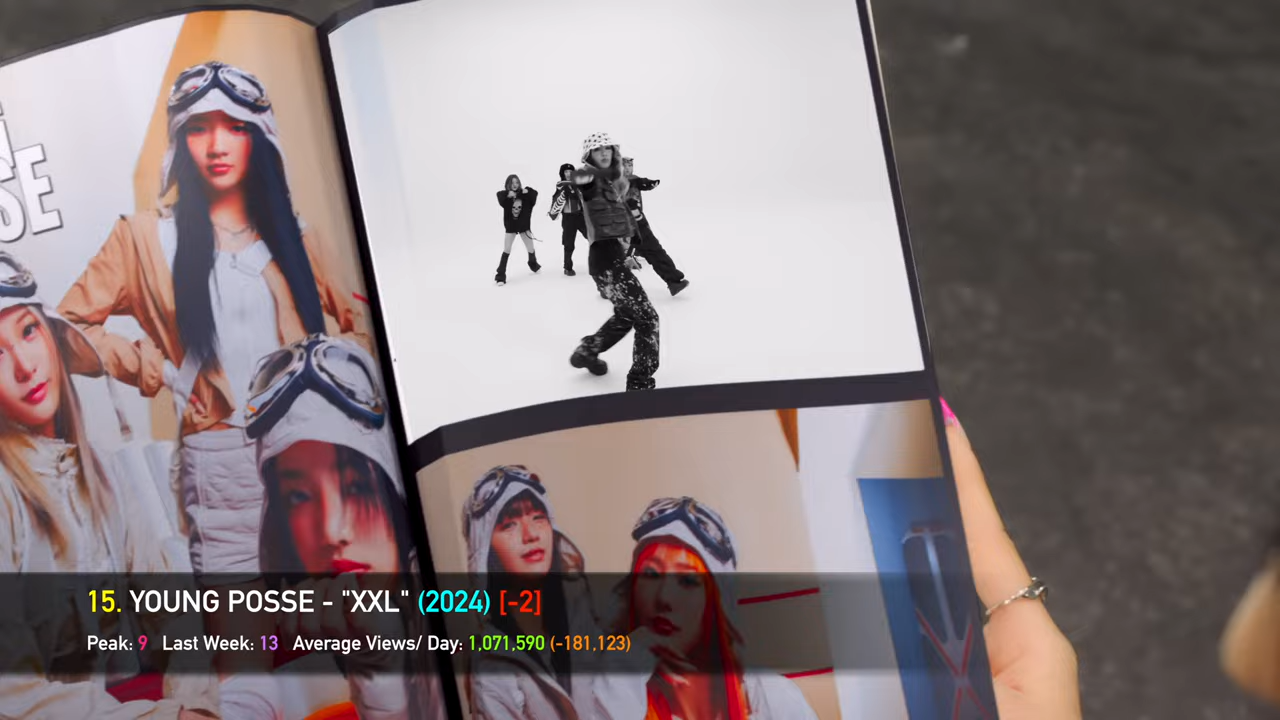 SE
15. YOUNG POSSE - "XXL" (2024) [-2]
Peak: 9 Last Week: 13 Average Views/ Day: 1,071,590 (-181,123)